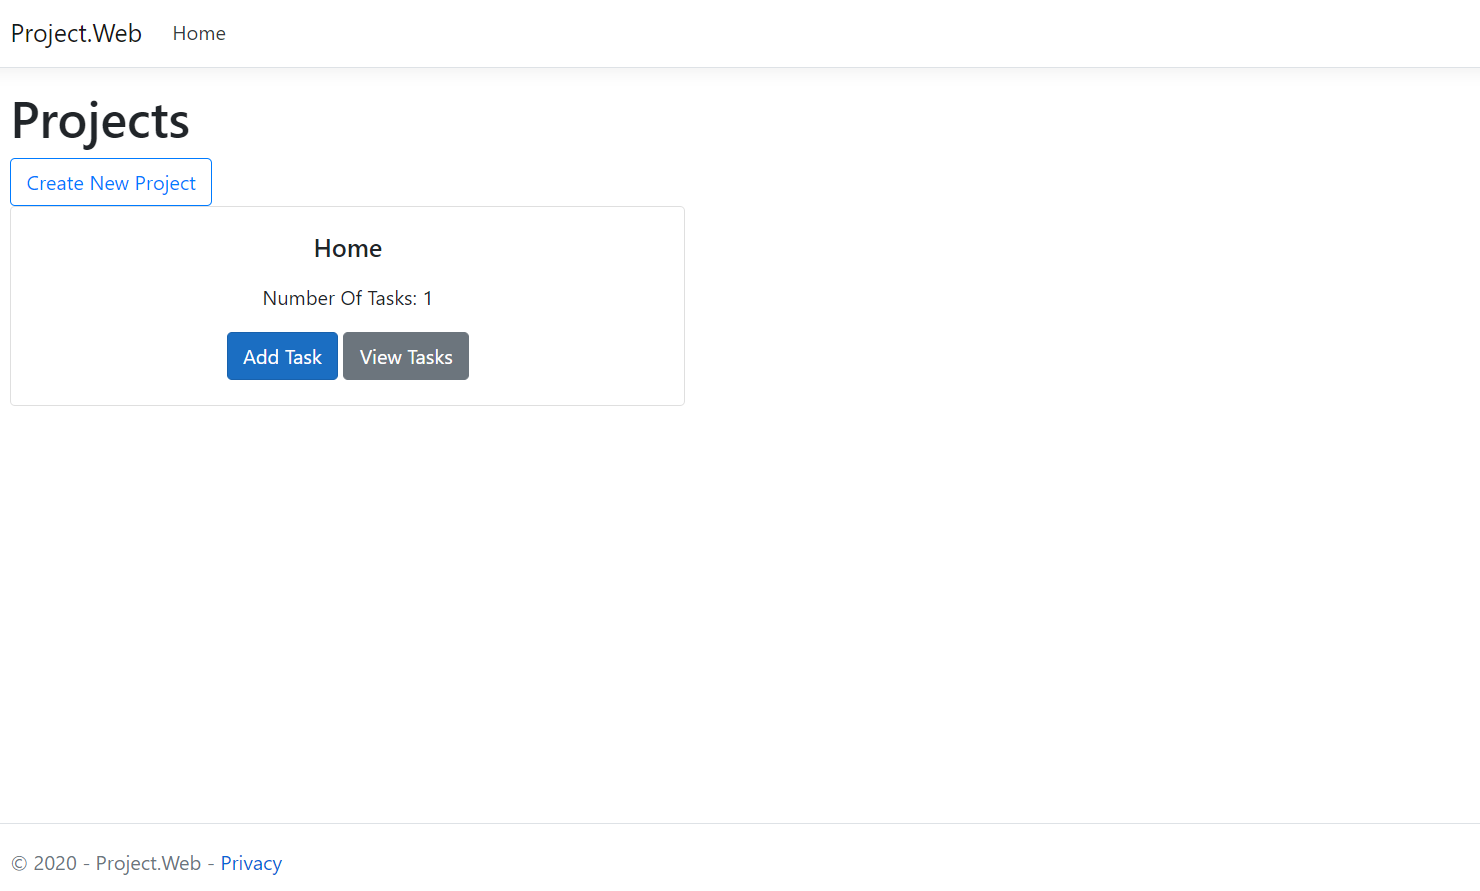 Project.Web Home
Projects
Create New Project
Home
Number Of Tasks: 1
Add Task View Tasks
© 2020 - Project.Web - Privacy